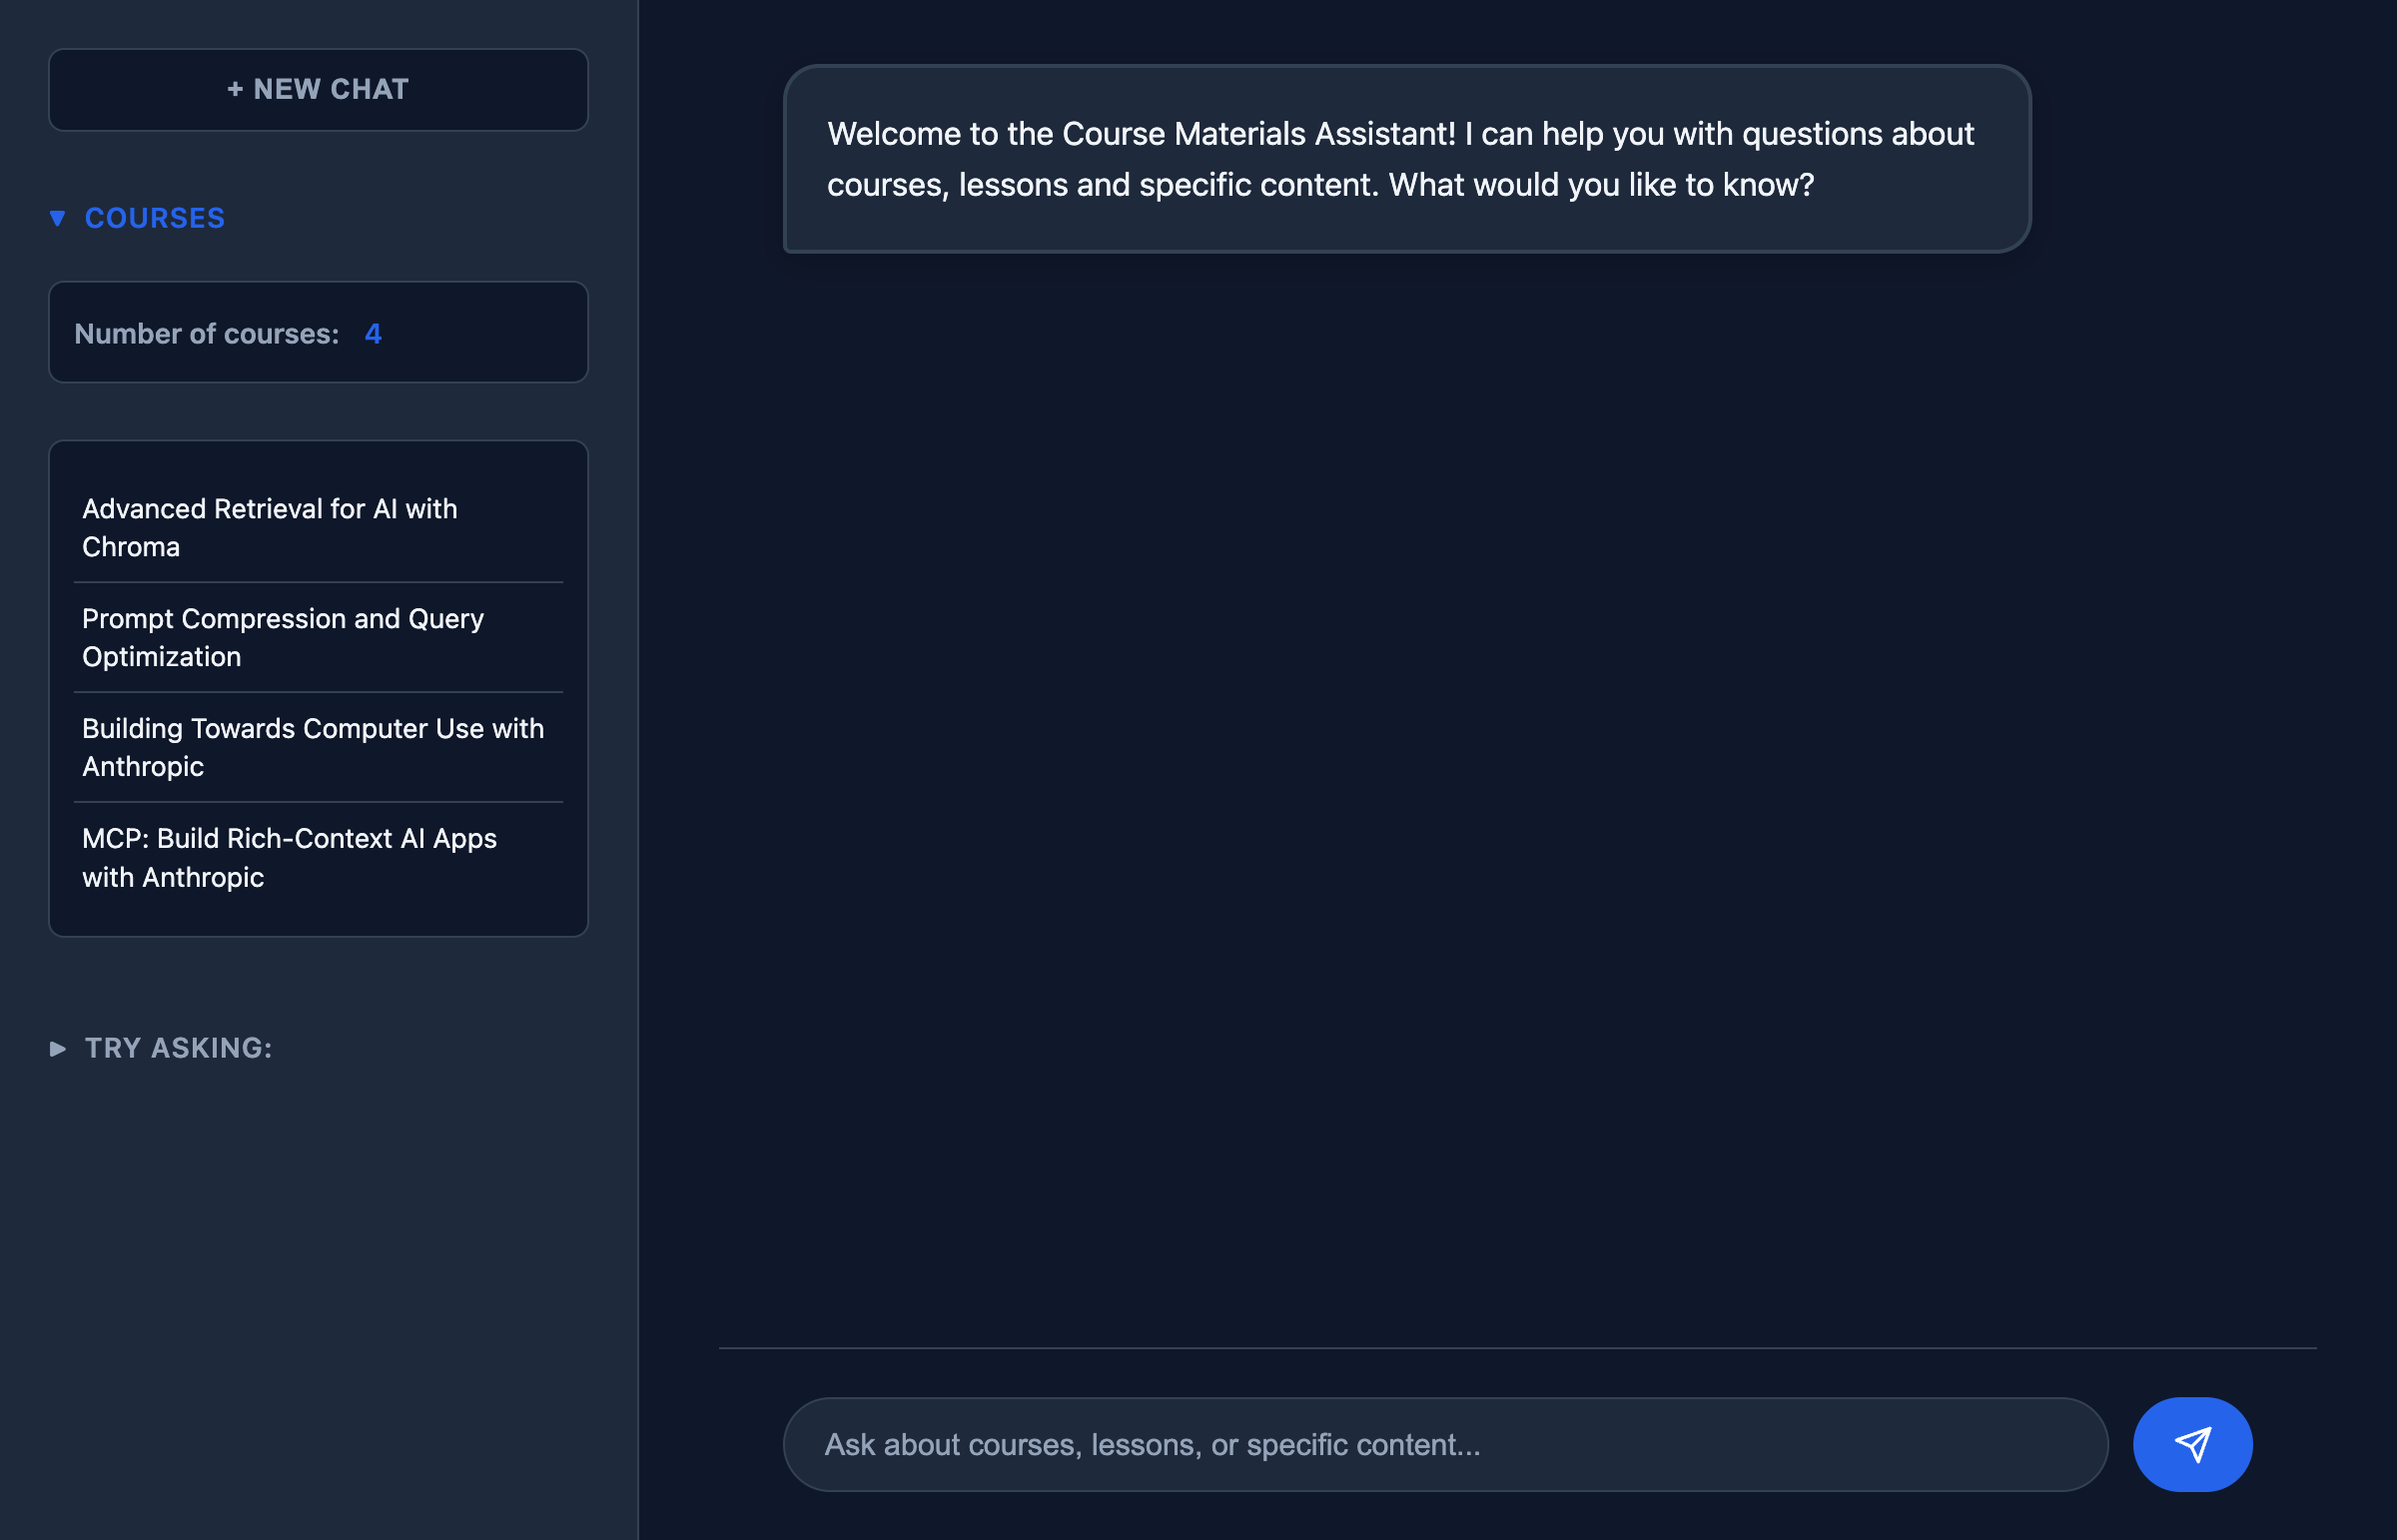 + NEW CHAT
▼ COURSES
Number of courses: 4
Advanced Retrieval for AI with
Chroma
Prompt Compression and Query
Optimization
Building Towards Computer Use with
Anthropic
MCP: Build Rich-Context AI Apps
with Anthropic
▶ TRY ASKING:
Welcome to the Course Materials Assistant! I can help you with questions about
courses, lessons and specific content. What would you like to know?
Ask about courses, lessons, or specific content...